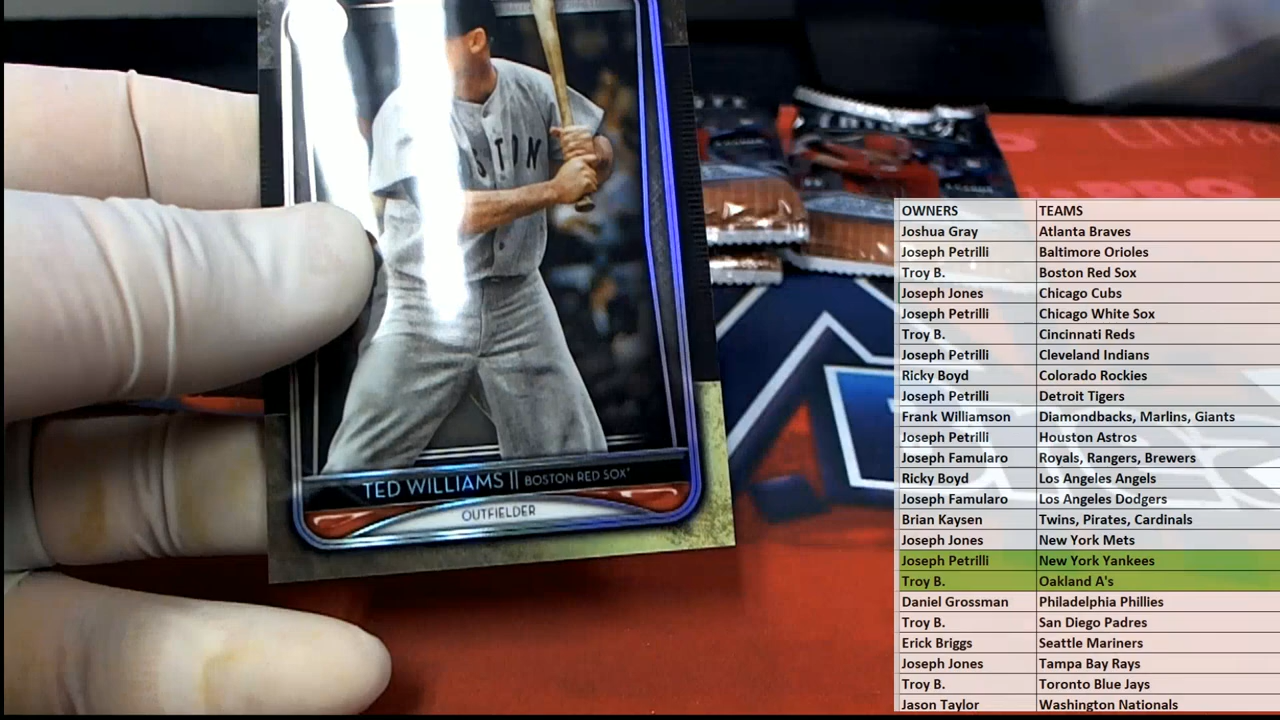 STON
TED WILLIAMS || BOSTON RED SOX
OUTFIELDER
OWNERS TEAMS
Joshua Gray Atlanta Braves
Joseph Petrilli Baltimore Orioles
Troy B. Boston Red Sox
Joseph Jones Chicago Cubs
Joseph Petrilli Chicago White Sox
Troy B. Cincinnati Reds
Joseph Petrilli Cleveland Indians
Ricky Boyd Colorado Rockies
Joseph Petrilli Detroit Tigers
Frank Williamson Diamondbacks, Marlins, Giants
Joseph Petrilli Houston Astros
Joseph Famularo Royals, Rangers, Brewers
Ricky Boyd Los Angeles Angels
Joseph Famularo Los Angeles Dodgers
Brian Kaysen Twins, Pirates, Cardinals
Joseph Jones New York Mets
Joseph Petrilli New York Yankees
Troy B. Oakland A's
Daniel Grossman Philadelphia Phillies
Troy B. San Diego Padres
Erick Briggs Seattle Mariners
Joseph Jones Tampa Bay Rays
Troy B. Toronto Blue Jays
Jason Taylor Washington Nationals